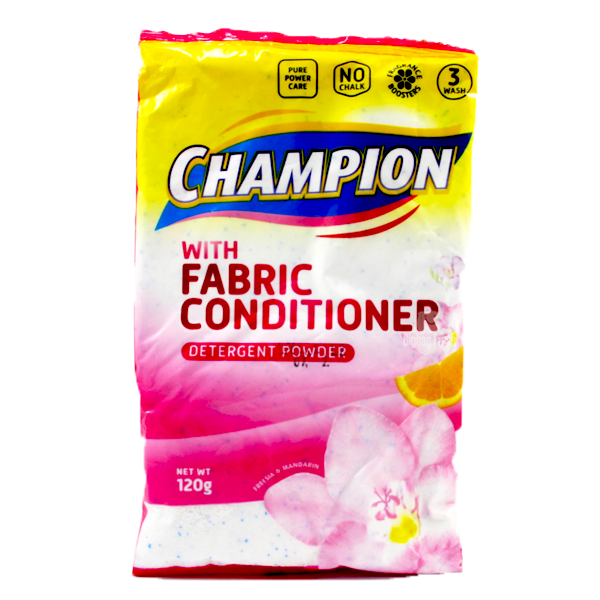 PURE
POWER
CARE
NO
CHALK
FRAGRANCE
BOOSTERS
3
WASH
CHAMPION
WITH
FABRIC
CONDITIONER
DETERGENT POWDER
NET WT
120g
FREESIA & MANDARIN